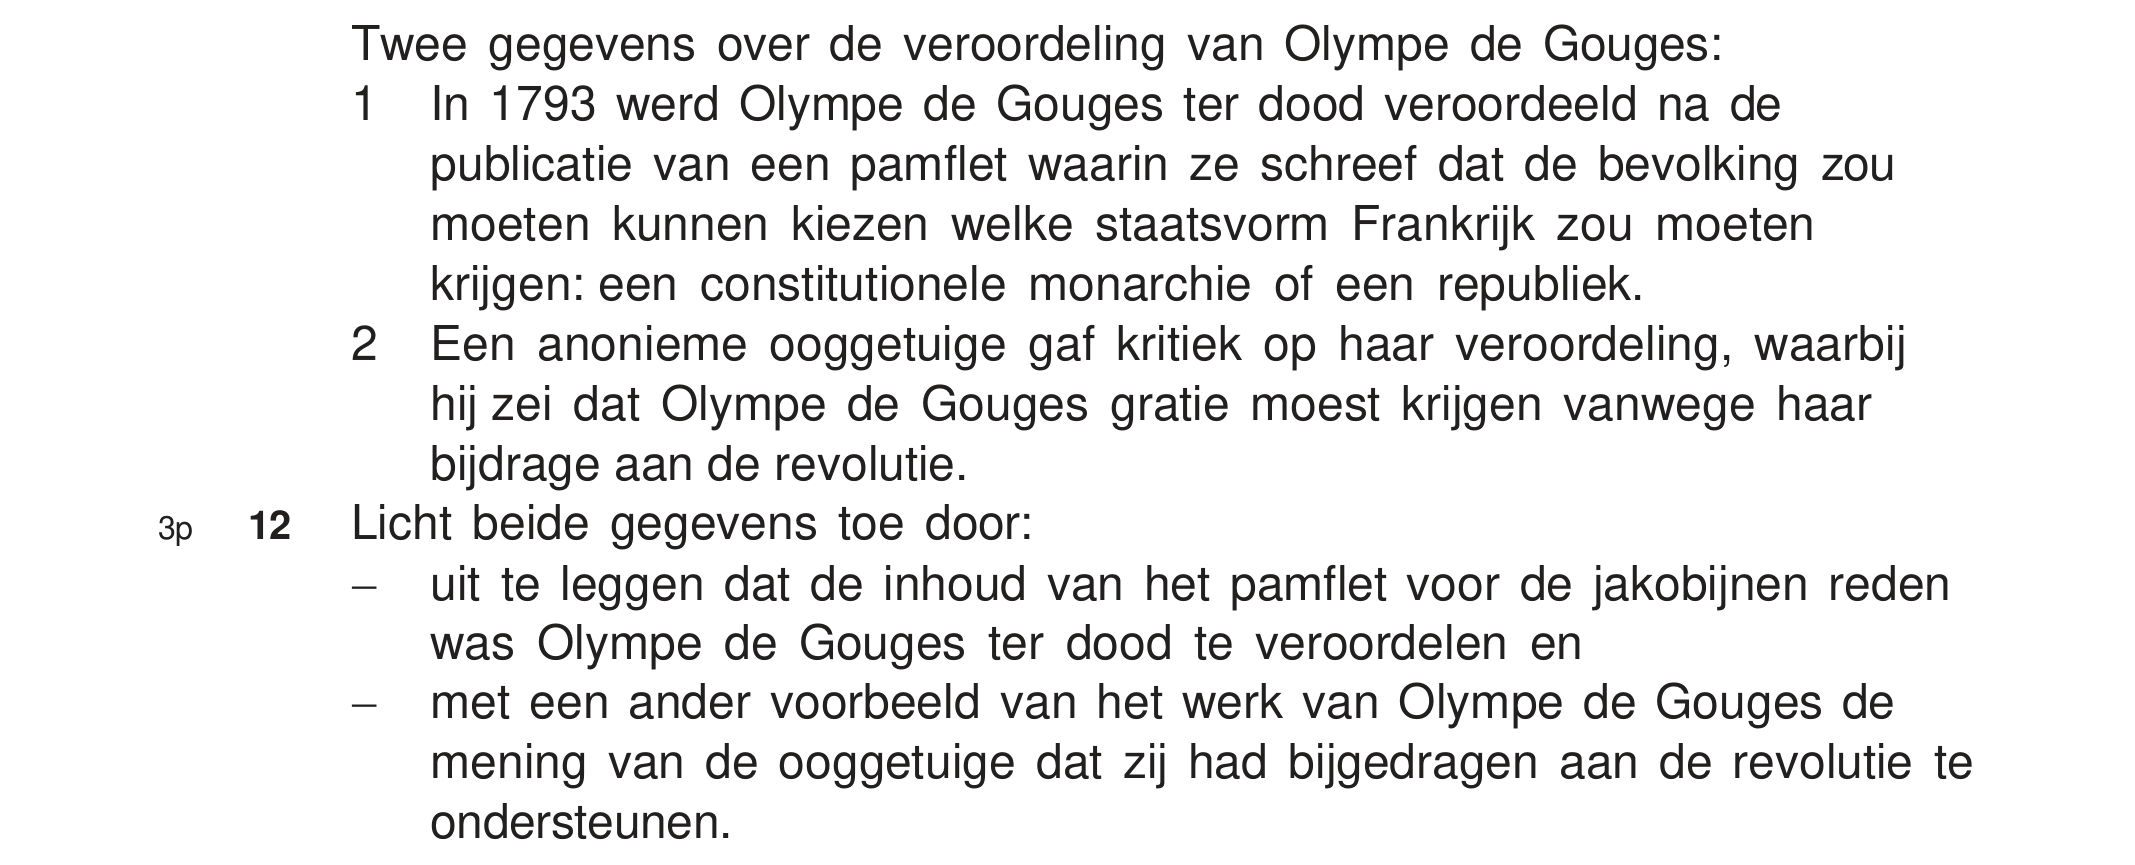 Twee gegevens over de veroordeling van Olympe de Gouges:
1 In 1793 werd Olympe de Gouges ter dood veroordeeld na de
publicatie van een pamflet waarin ze schreef dat de bevolking zou
moeten kunnen kiezen welke staatsvorm Frankrijk zou moeten
krijgen: een constitutionele monarchie of een republiek.
2 Een anonieme ooggetuige gaf kritiek op haar veroordeling, waarbij
hij zei dat Olympe de Gouges gratie moest krijgen vanwege haar
bijdrage aan de revolutie.
3p 12 Licht beide gegevens toe door:
– uit te leggen dat de inhoud van het pamflet voor de jakobijnen reden
was Olympe de Gouges ter dood te veroordelen en
– met een ander voorbeeld van het werk van Olympe de Gouges de
mening van de ooggetuige dat zij had bijgedragen aan de revolutie te
ondersteunen.